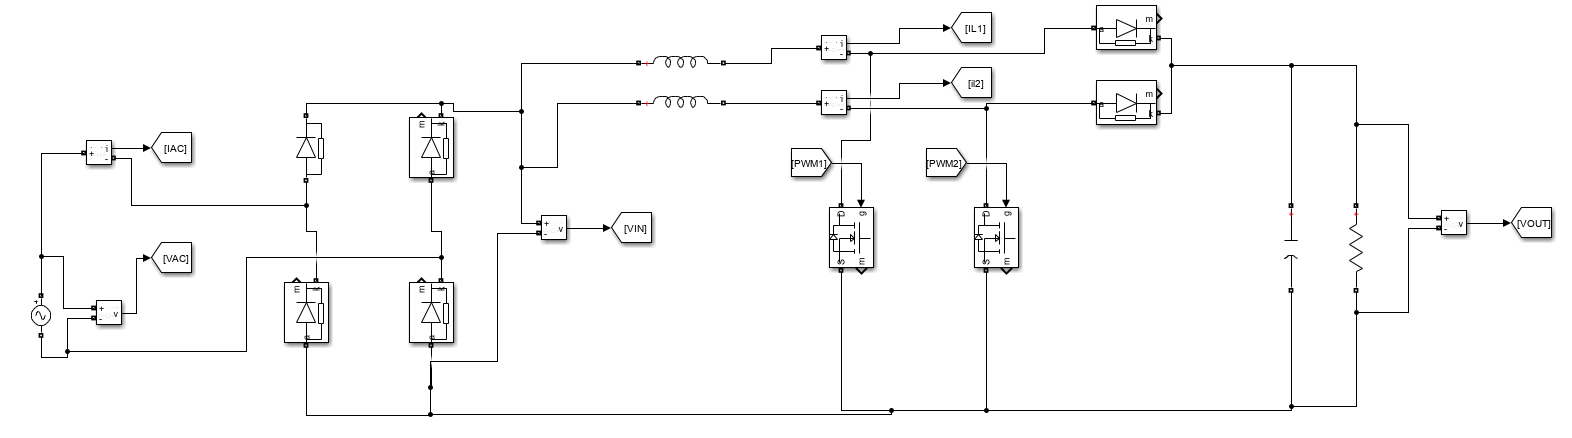 [IL1]
m
a
k
i
+
-
[il2]
m
a
k
i
+
-
[IAC]
i
+
-
m
k
a
[PWM1]
[PWM2]
D
g
S
m
D
g
S
m
[VIN]
+
-
v
[VOUT]
+
-
v
[VAC]
+
-
v
+
m
k
a
m
k
a